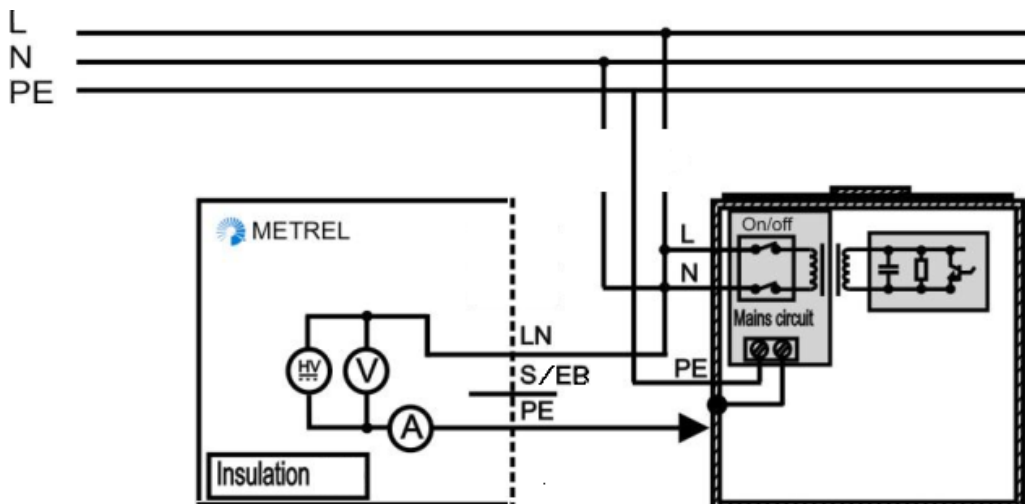 L
N
PE
METREL
On/off
L
N
Mains circuit
HV
V
LN
PE
S/EB
PE
A
Insulation